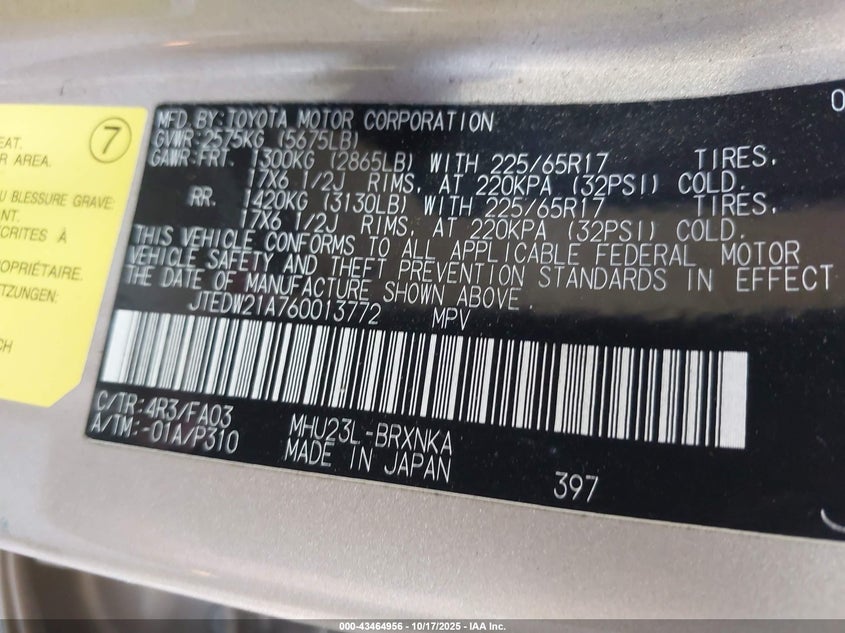 EAT.
R AREA.
7
U BLESSURE GRAVE:
NT.
CRITES À
OPRIÉTAIRE.
ETZUNGEN:
CH
0
MFD.BY:TOYOTA MOTOR CORPORATION
GVWR:2575KG (5675LB)
GAWR:FRT. 1300KG (2865LB) WITH 225/65R17 TIRES,
17X6 1/2J RIMS, AT 220KPA (32PSI) COLD.
RR. 1420KG (3130LB) WITH 225/65R17 TIRES,
17X6 1/2J RIMS, AT 220KPA (32PSI) COLD.
THIS VEHICLE CONFORMS TO ALL APPLICABLE FEDERAL MOTOR
VEHICLE SAFETY AND THEFT PREVENTION STANDARDS IN EFFECT
THE DATE OF MANUFACTURE SHOWN ABOVE.
JTEDW21A760013772 MPV
C/TR:4R3/FA03 MHU23L-BRXNKA
A/TM:-01A/P310 MADE IN JAPAN
397
000-43464956 | 10/17/2025 | IAA Inc.